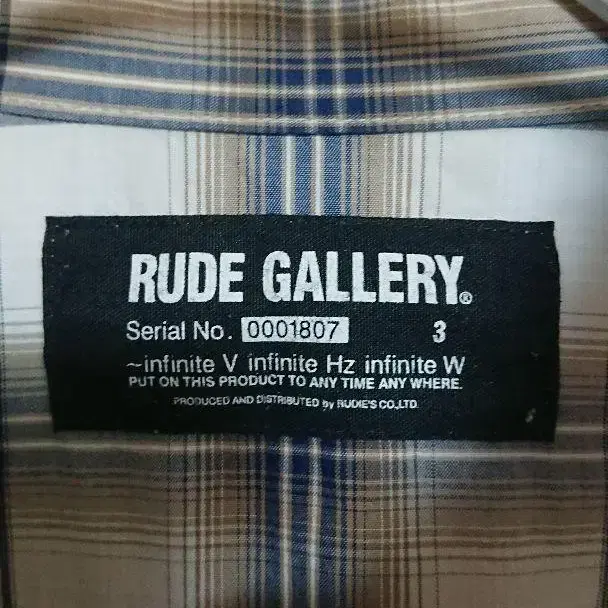 RUDE GALLERY®
Serial No. 0001807 3
~infinite V infinite Hz infinite W
PUT ON THIS PRODUCT TO ANY TIME ANY WHERE.
PRODUCED AND DISTRIBUTED by RUDIE'S CO.,LTD.